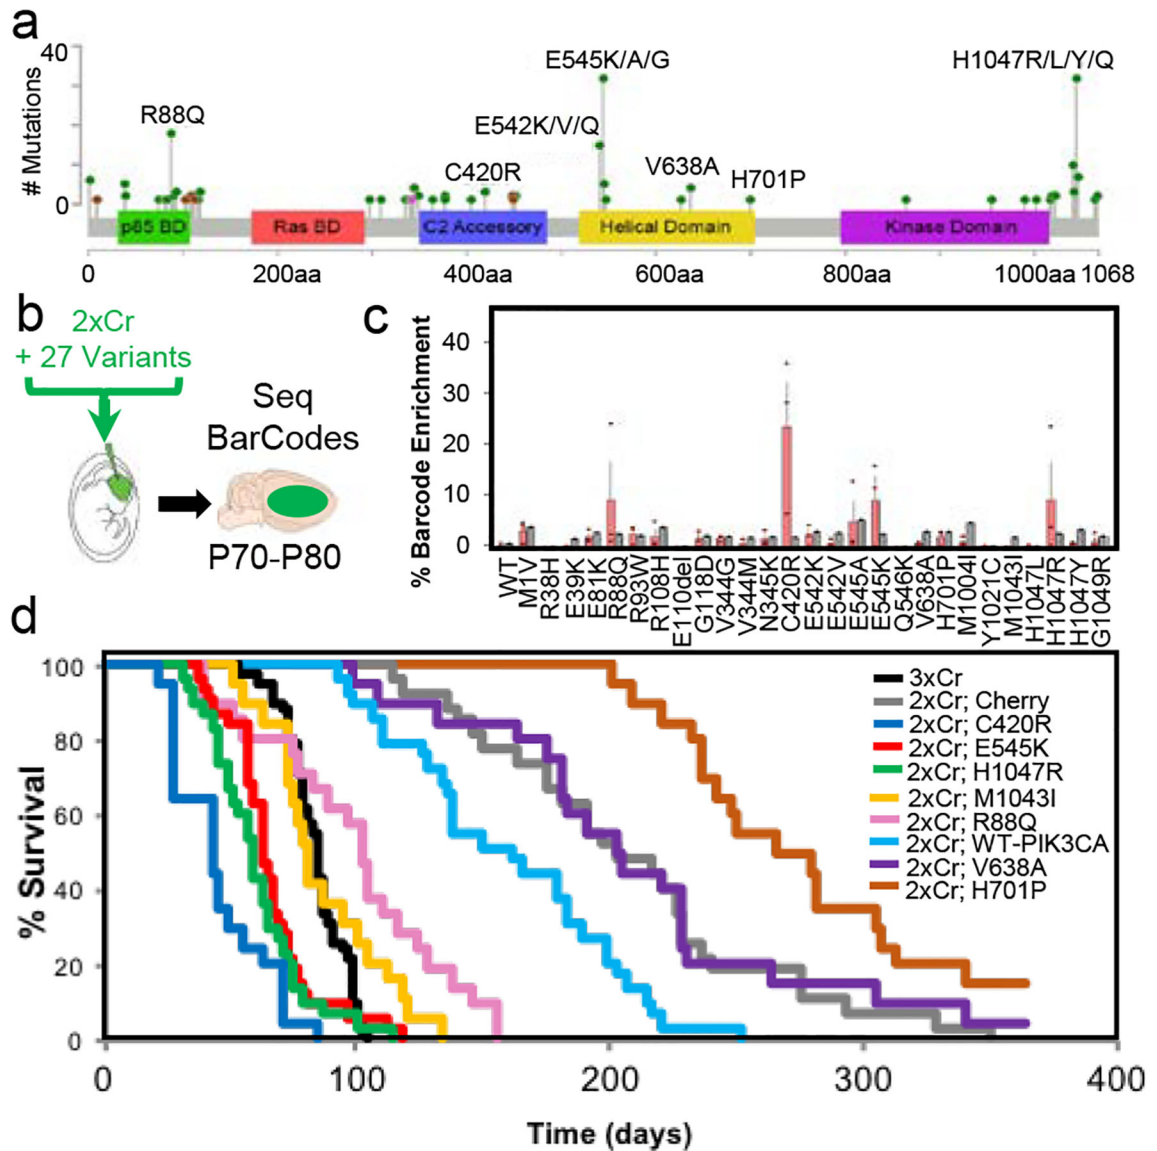 a
40
0
# Mutations
R88Q
C420R
E542K/V/Q
E545K/A/G
V638A
H701P
H1047R/L/Y/Q
p85 BD
Ras BD
C2 Accessory
Helical Domain
Kinase Domain
0
200aa
400aa
600aa
800aa
1000aa
1068
b
2xCr
+ 27 Variants
Seq
BarCodes
P70-P80
c
% Barcode Enrichment
40
30
20
10
0
WT
M1V
R38H
E39K
E81K
R88Q
R93W
R108H
E110del
G118D
V344G
V344M
N345K
C420R
E542K
E542V
E545A
E545K
Q546K
V638A
H701P
M1004I
Y1021C
M1043I
H1047L
H1047R
H1047Y
G1049R
d
% Survival
100
80
60
40
20
0
3xCr
2xCr; Cherry
2xCr; C420R
2xCr; E545K
2xCr; H1047R
2xCr; M1043I
2xCr; R88Q
2xCr; WT-PIK3CA
2xCr; V638A
2xCr; H701P
0
100
200
300
400
Time (days)